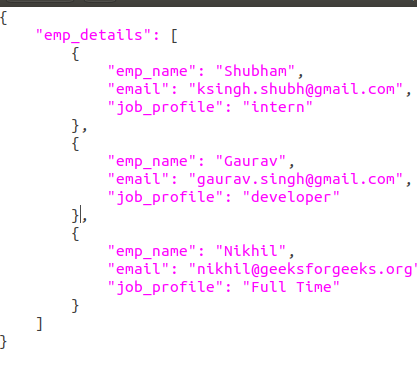 {
    "emp_details": [
        {
            "emp_name": "Shubham",
            "email": "ksingh.shubh@gmail.com",
            "job_profile": "intern"
        },
        {
            "emp_name": "Gaurav",
            "email": "gaurav.singh@gmail.com",
            "job_profile": "developer"
        },
        {
            "emp_name": "Nikhil",
            "email": "nikhil@geeksforgeeks.org"
            "job_profile": "Full Time"
        }
    ]
}